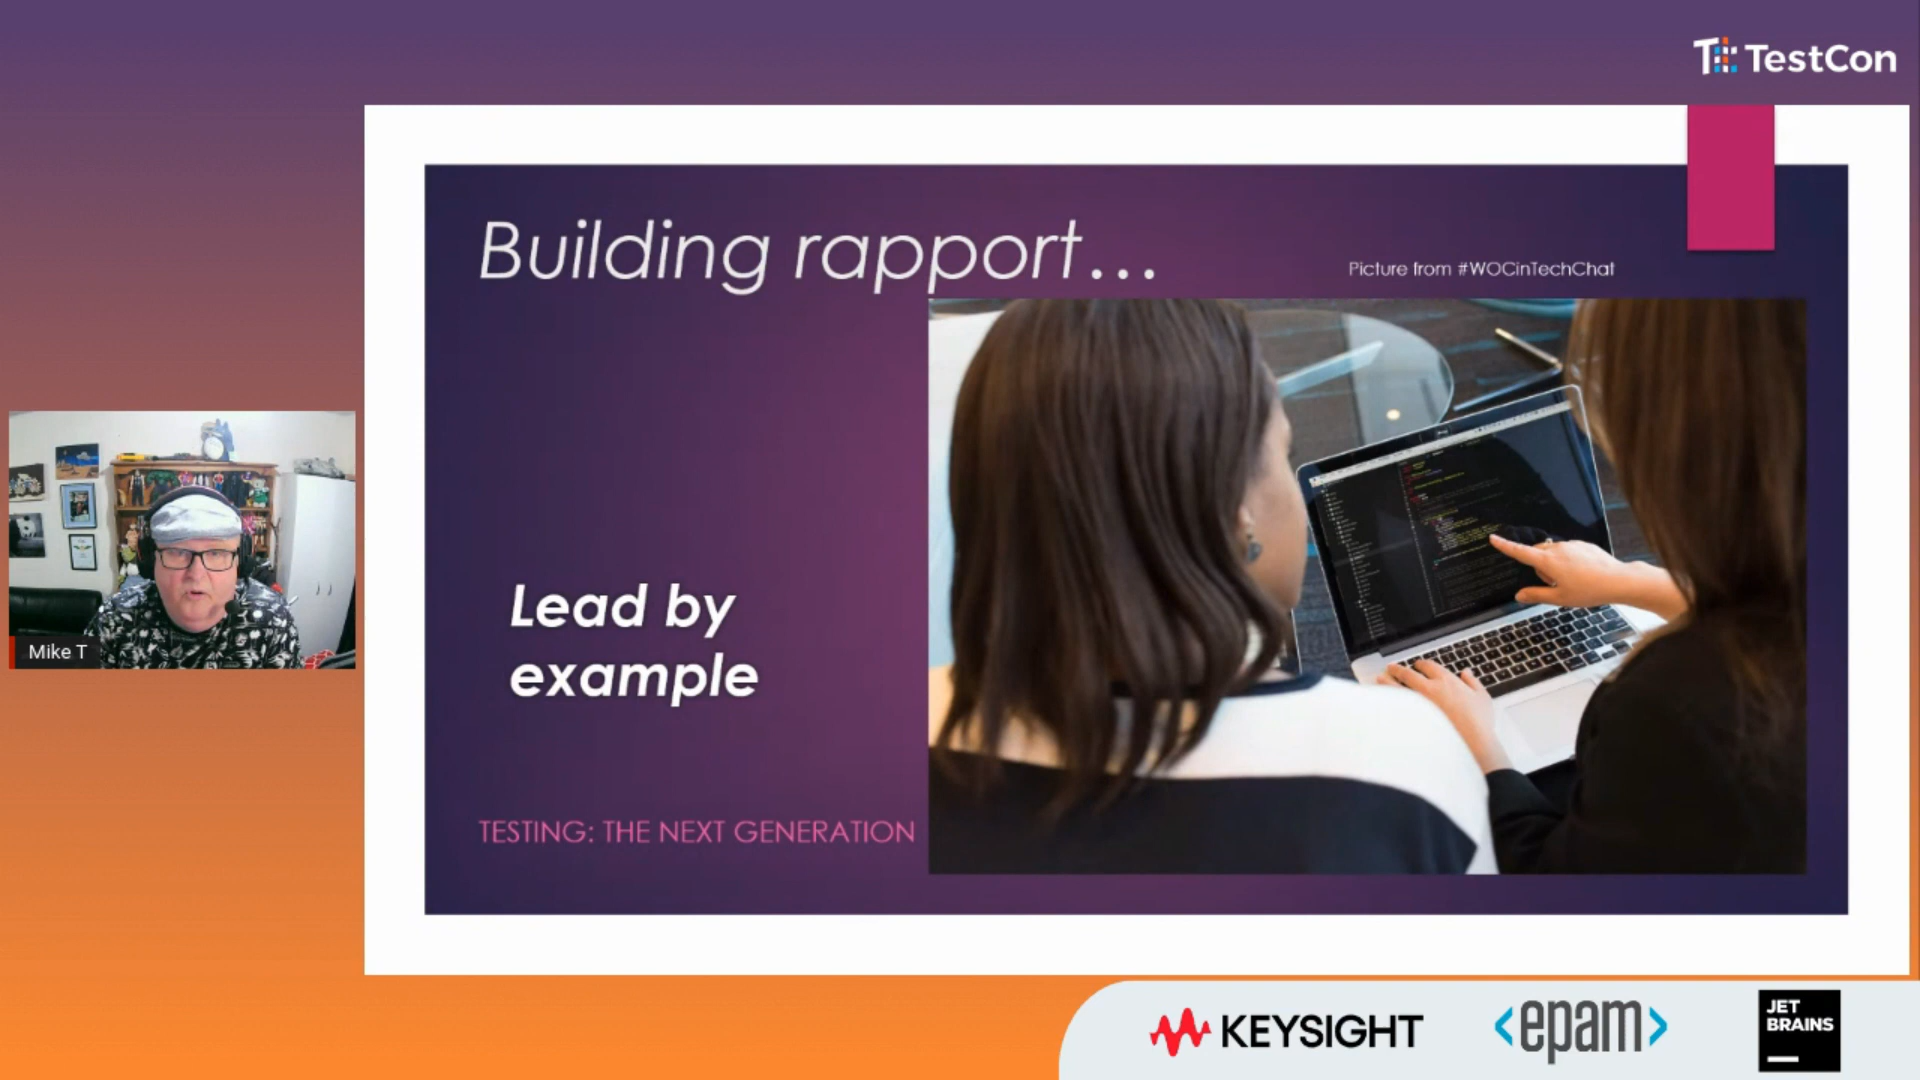 TestCon
Building rapport...
Picture from #WOCinTechChat
Lead by
example
TESTING: THE NEXT GENERATION
Mike T
KEYSIGHT
<epam>
JET
BRAINS